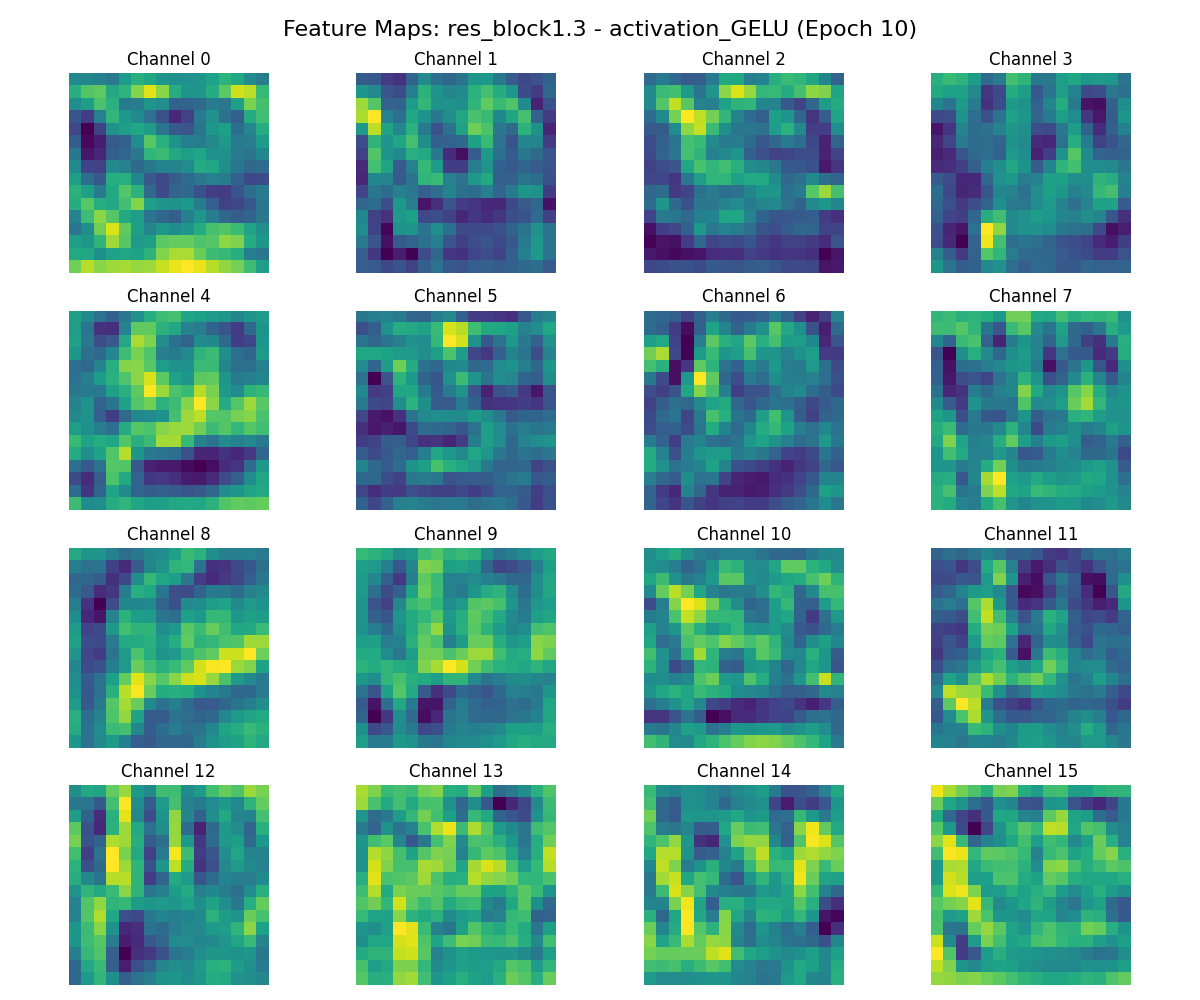 Feature Maps: res_block1.3 - activation_GELU (Epoch 10)
Channel 0 Channel 1 Channel 2 Channel 3
Channel 4 Channel 5 Channel 6 Channel 7
Channel 8 Channel 9 Channel 10 Channel 11
Channel 12 Channel 13 Channel 14 Channel 15